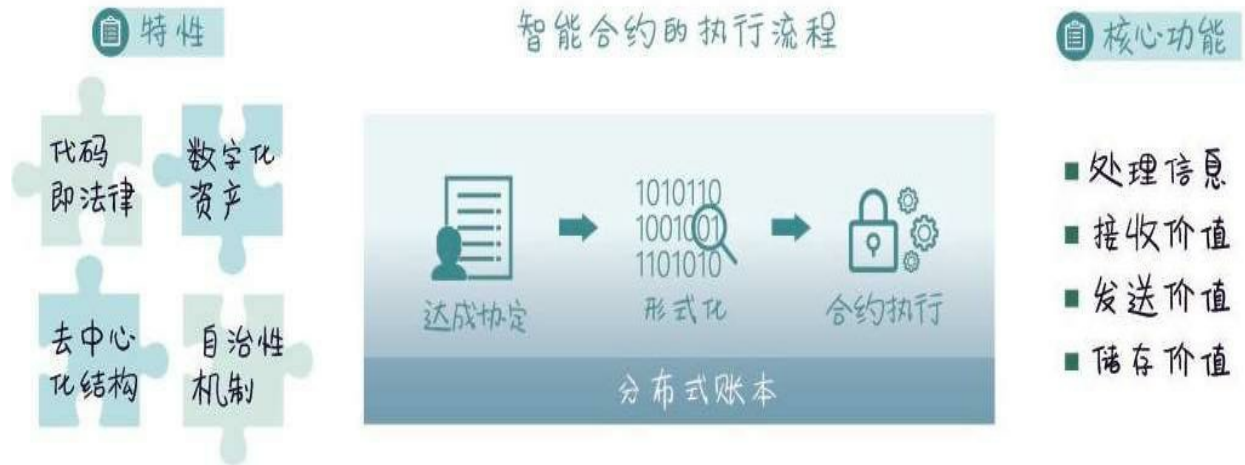 特性
智能合约的执行流程
核心功能
代码
即法律
数字化
资产
去中心
化结构
自治性
机制
1010110
1001001
1101010
达成协定
形式化
合约执行
分布式账本
处理信息
接收价值
发送价值
储存价值